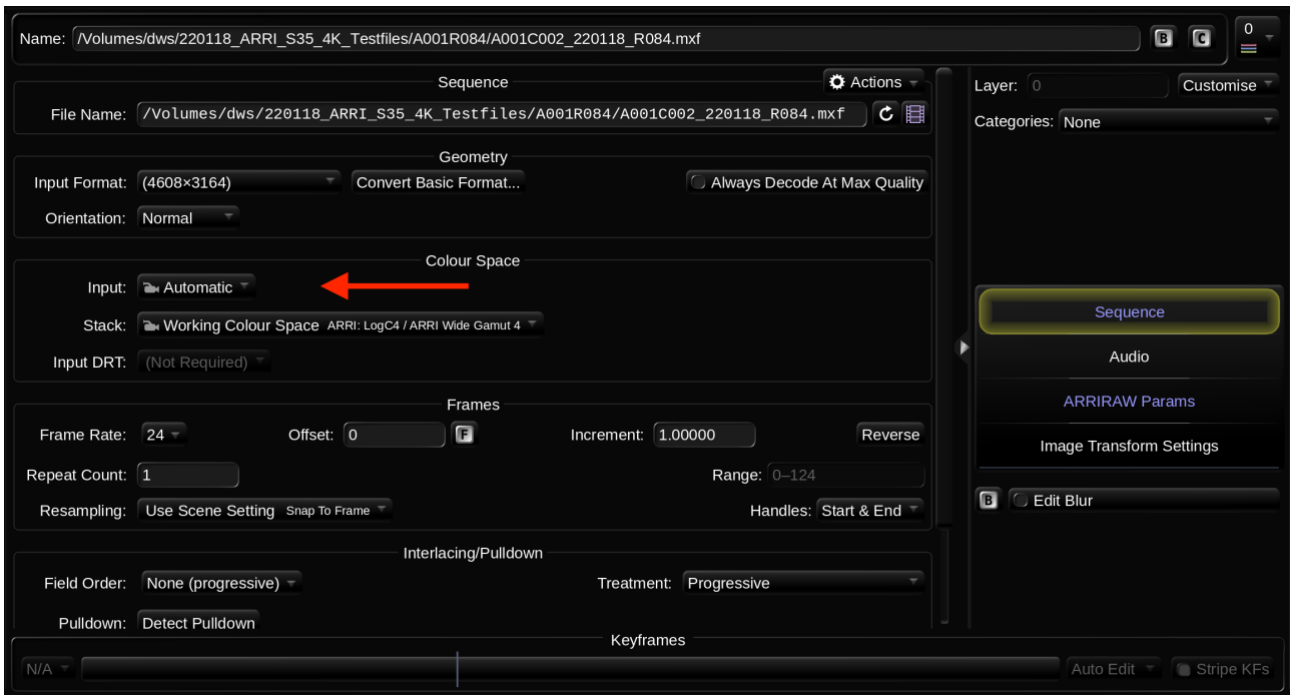 Name: /Volumes/dws/220118_ARRI_S35_4K_Testfiles/A001R084/A001C002_220118_R084.mxf B C 0
Sequence Actions
File Name: /Volumes/dws/220118_ARRI_S35_4K_Testfiles/A001R084/A001C002_220118_R084.mxf
Geometry
Input Format: (4608×3164) Convert Basic Format... Always Decode At Max Quality
Orientation: Normal
Colour Space
Input: Automatic
Stack: Working Colour Space ARRI: LogC4 / ARRI Wide Gamut 4
Input DRT: (Not Required)
Frames
Frame Rate: 24 Offset: 0 F Increment: 1.00000 Reverse
Repeat Count: 1 Range: 0–124
Resampling: Use Scene Setting Snap To Frame Handles: Start & End
Interlacing/Pulldown
Field Order: None (progressive) Treatment: Progressive
Pulldown: Detect Pulldown
Layer: 0 Customise
Categories: None
Sequence
Audio
ARRIRAW Params
Image Transform Settings
B Edit Blur
Keyframes
N/A Auto Edit Stripe KFs